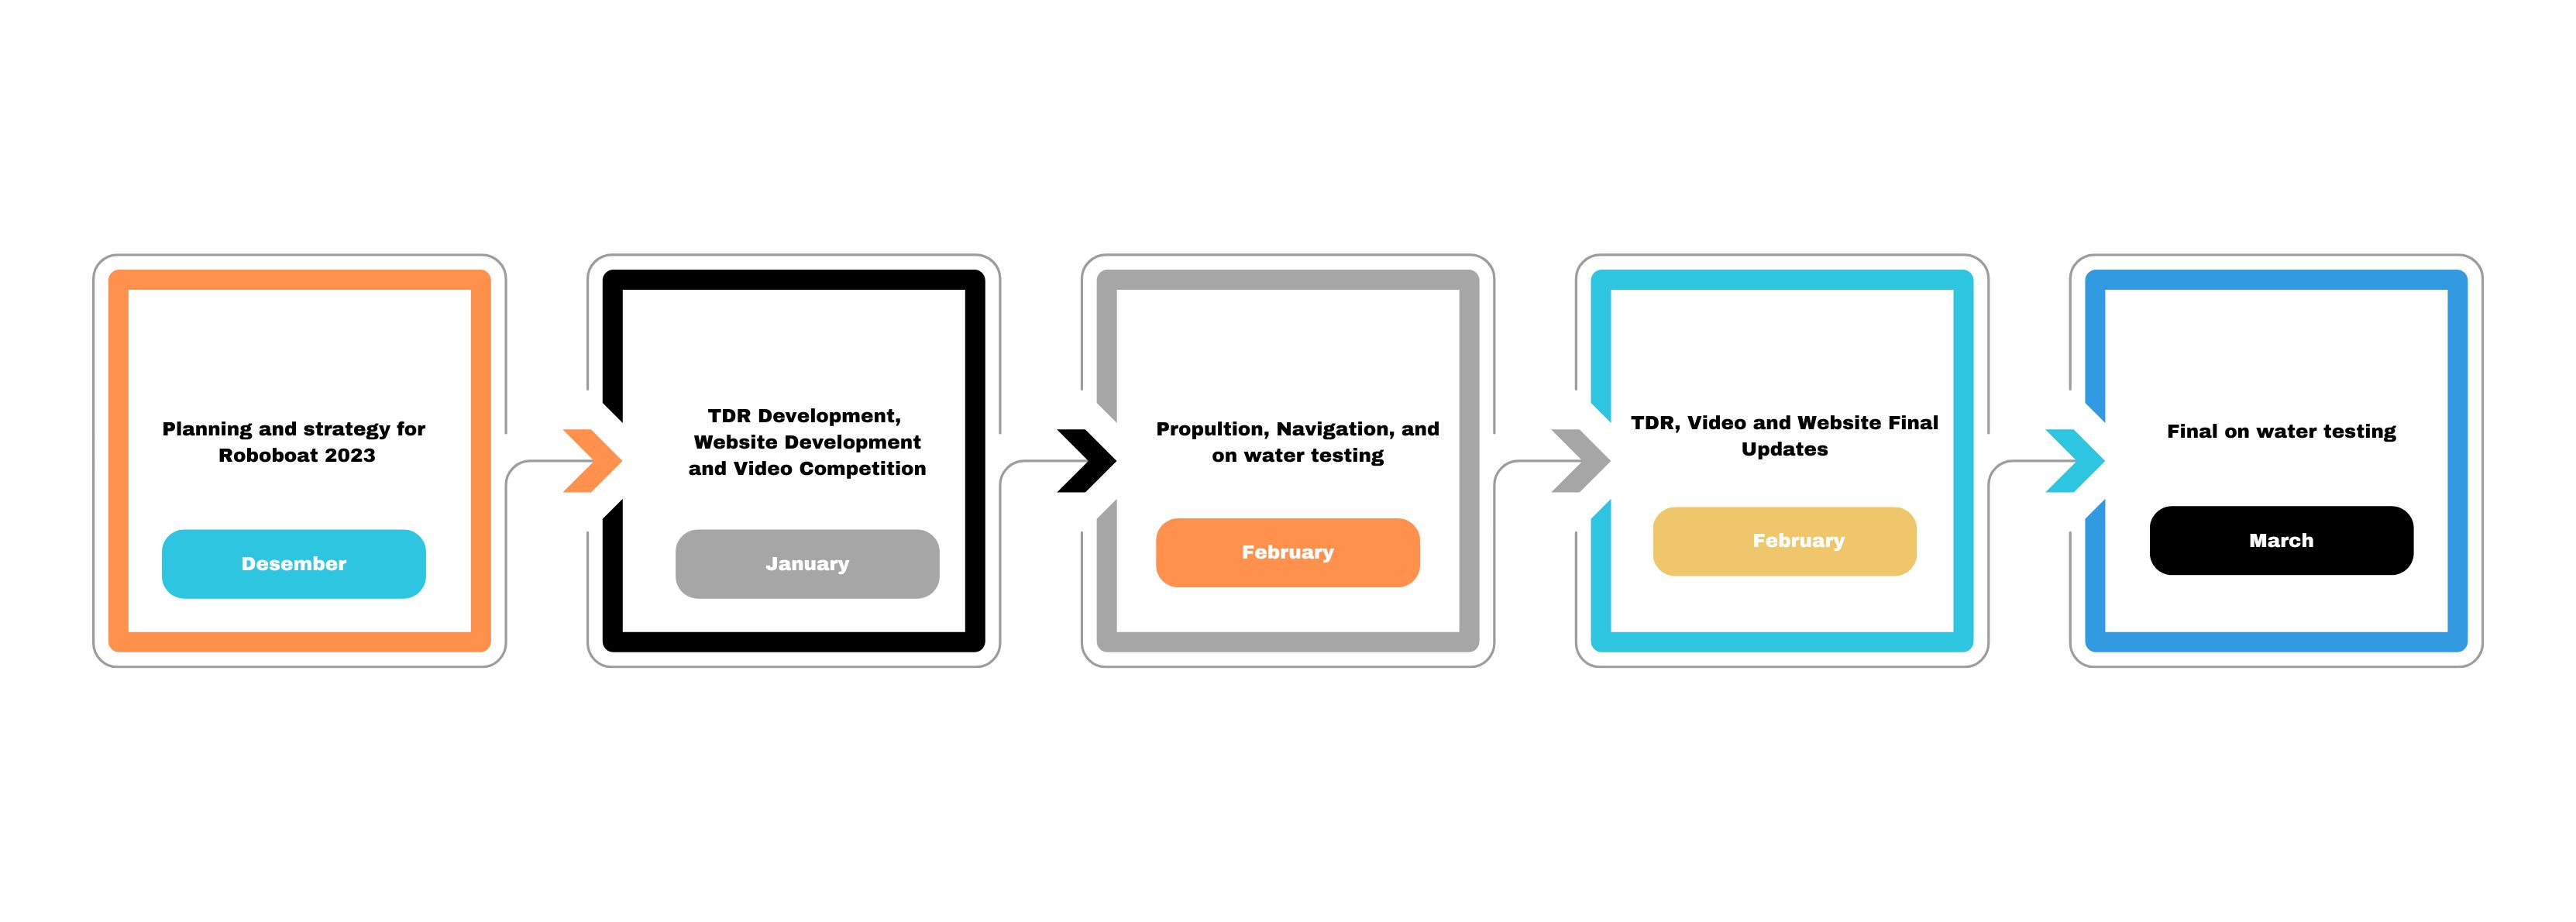 Planning and strategy for
Roboboat 2023
Desember
TDR Development,
Website Development
and Video Competition
January
Propultion, Navigation, and
on water testing
February
TDR, Video and Website Final
Updates
February
Final on water testing
March